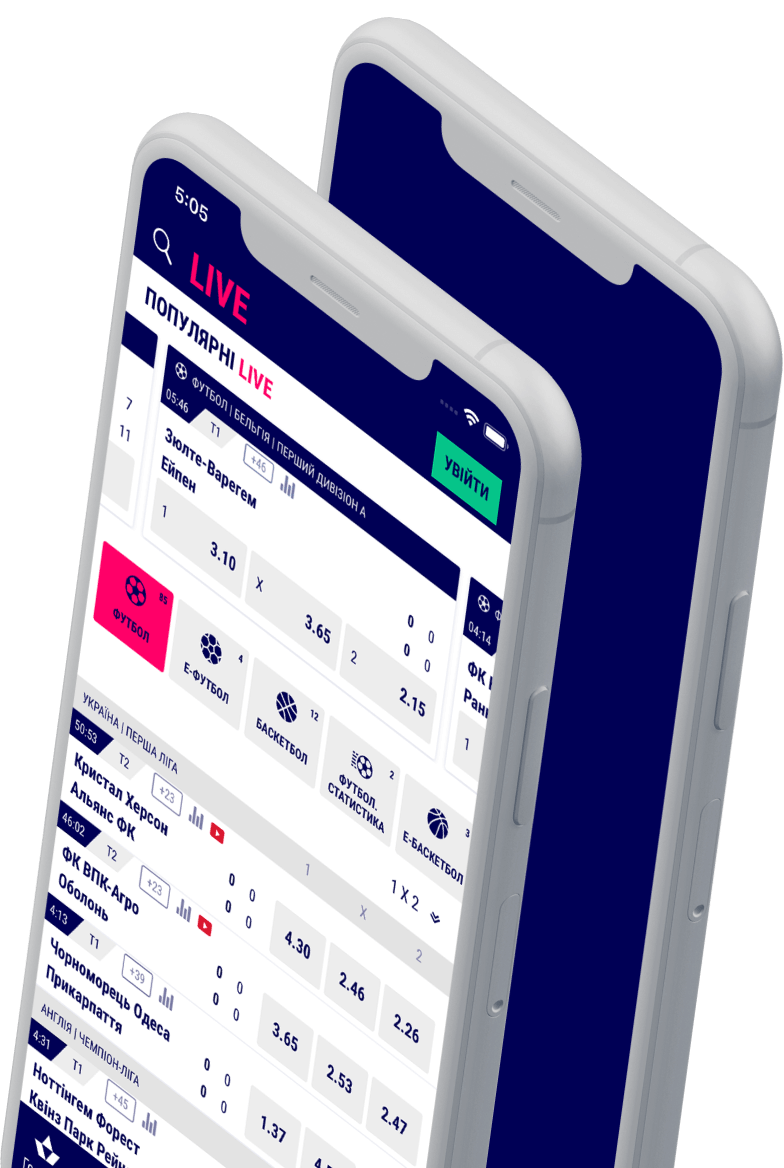 5:05
LIVE
УВІЙТИ
ПОПУЛЯРНІ LIVE
7
11
ФУТБОЛ | БЕЛЬГІЯ | ПЕРШИЙ ДИВІЗІОН А
05:46 T1 +46
Зюлте-Варегем 0 0
Ейпен 0 0
1 3.10 X 3.65 2 2.15
04:14
ФК
1
ФУТБОЛ 85
Е-ФУТБОЛ 4
БАСКЕТБОЛ 12
ФУТБОЛ. СТАТИСТИКА 2
Е-БАСКЕТБОЛ 3
1 X 2
УКРАЇНА | ПЕРША ЛІГА 1 X 2
50:53 T2 +23
Кристал Херсон 0 0
Альянс ФК 0 0
4.30 2.46 2.26
46:02 T2 +23
ФК ВПК-Агро 0 0
Оболонь 0 0
3.65 2.53 2.47
4:13 T1 +39
Чорноморець Одеса 0 0
Прикарпаття 0 0
1.37
АНГЛІЯ | ЧЕМПІОН-ЛІГА
4:31 T1 +45
Ноттінгем Форест
Квінз Парк Рейн